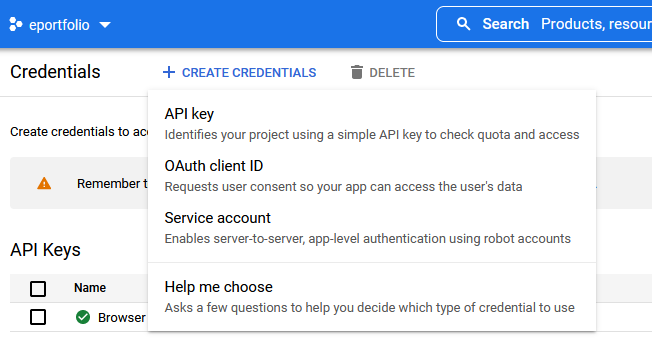 eportfolio
Search Products, resour
Credentials
CREATE CREDENTIALS
DELETE
API key
Identifies your project using a simple API key to check quota and access
Create credentials to ac
OAuth client ID
Requests user consent so your app can access the user's data
Remember t
Service account
Enables server-to-server, app-level authentication using robot accounts
API Keys
Help me choose
Asks a few questions to help you decide which type of credential to use
Name
Browser